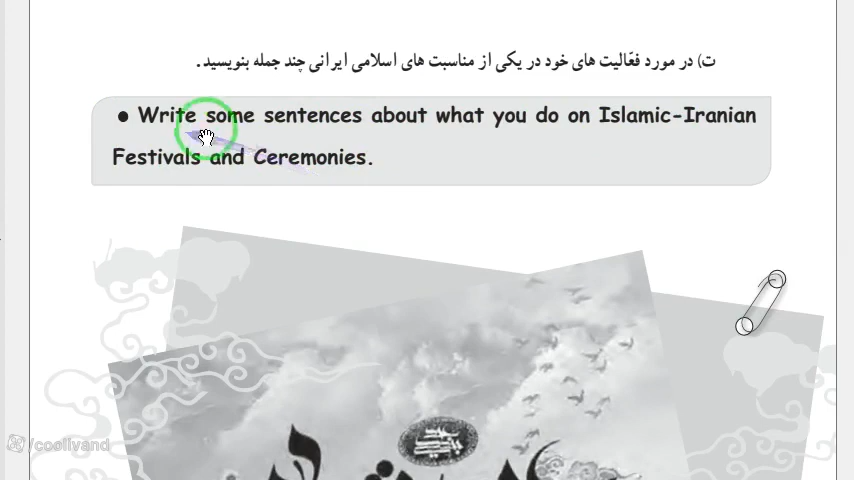 ت) در مورد فعّالیت های خود در یکی از مناسبت های اسلامی ایرانی چند جمله بنویسید.
● Write some sentences about what you do on Islamic-Iranian
Festivals and Ceremonies.
/coolivand